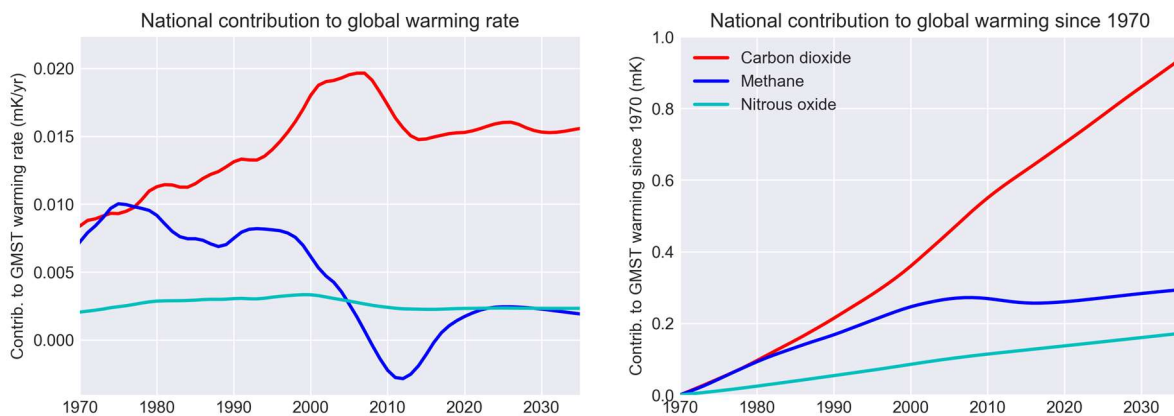 National contribution to global warming rate
Contrib. to GMST warming rate (mK/yr)
0.020
0.015
0.010
0.005
0.000
1970 1980 1990 2000 2010 2020 2030
National contribution to global warming since 1970
Contrib. to GMST warming since 1970 (mK)
1.0
0.8
0.6
0.4
0.2
0.0
Carbon dioxide
Methane
Nitrous oxide
1970 1980 1990 2000 2010 2020 2030